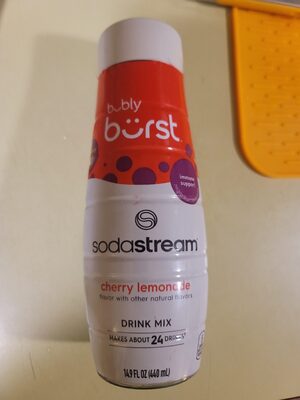 bubly
bürst
immune
support
sodastream
cherry lemonade
flavor with other natural flavors
DRINK MIX
MAKES ABOUT 24 DRINKS*
14.9 FL OZ (440 mL)